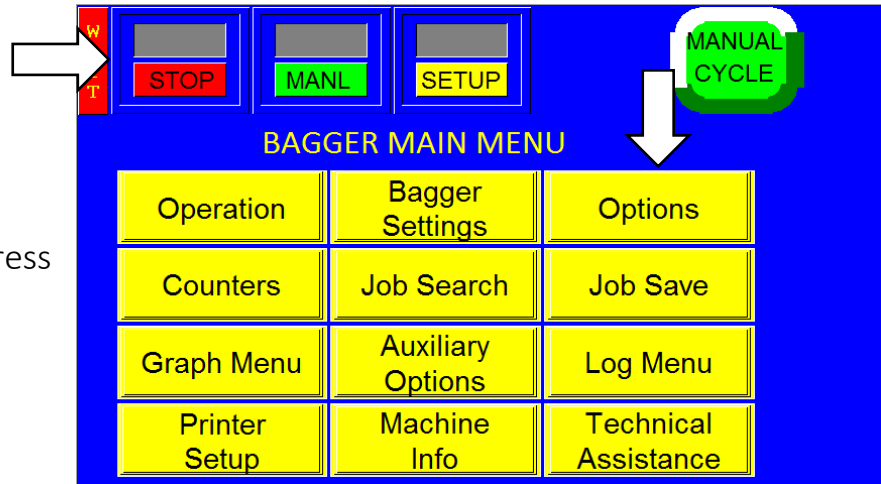 STOP
MANL
SETUP
MANUAL
CYCLE
BAGGER MAIN MENU
Operation
Bagger
Settings
Options
ress
Counters
Job Search
Job Save
Graph Menu
Auxiliary
Options
Log Menu
Printer
Setup
Machine
Info
Technical
Assistance